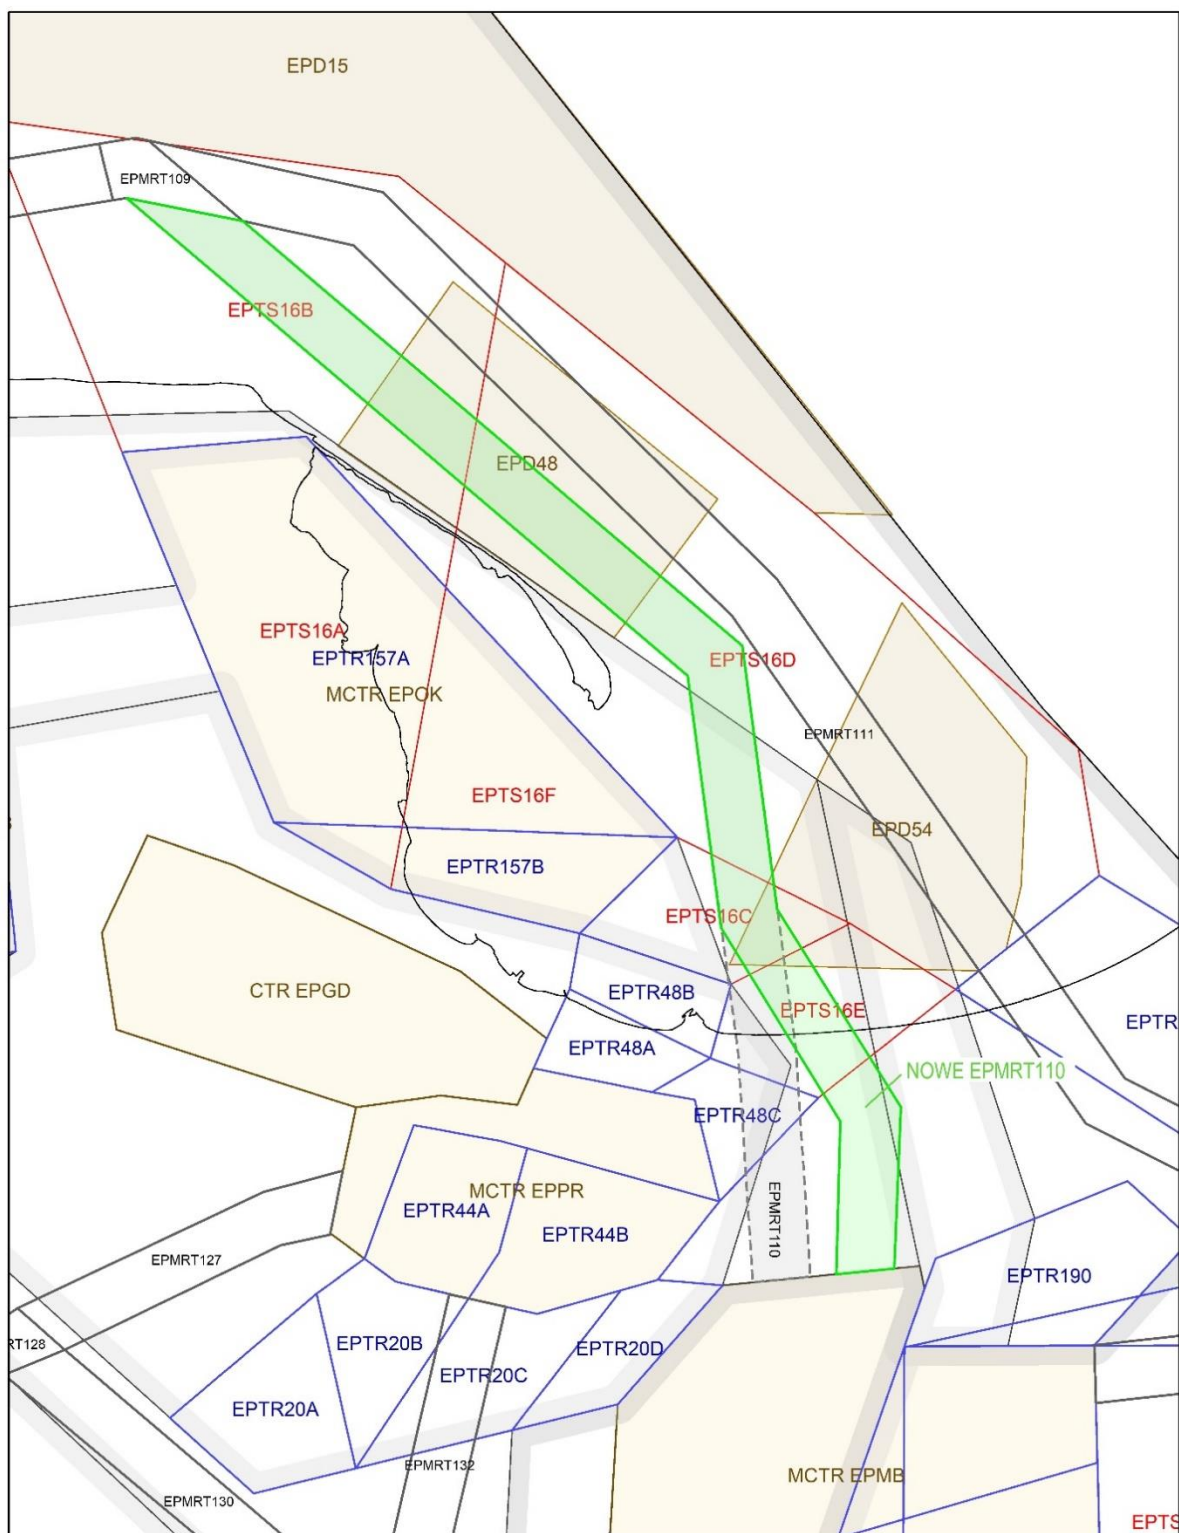 EPD15
EPMRT109
EPTS16B
EPD48
EPTS16A
EPTR157A
EPTS16D
MCTR EPOK
EPMRT111
EPTS16F
EPD54
EPTR157B
EPTS16C
CTR EPGD
EPTR48B
EPTS16E
EPTR
EPTR48A
NOWE EPMRT110
EPTR48C
MCTR EPPR
EPTR44A
EPMRT110
EPTR44B
EPMRT127
EPTR190
RT128
EPTR20B
EPTR20D
EPTR20C
EPTR20A
EPMRT132
MCTR EPMB
EPMRT130
EPTS